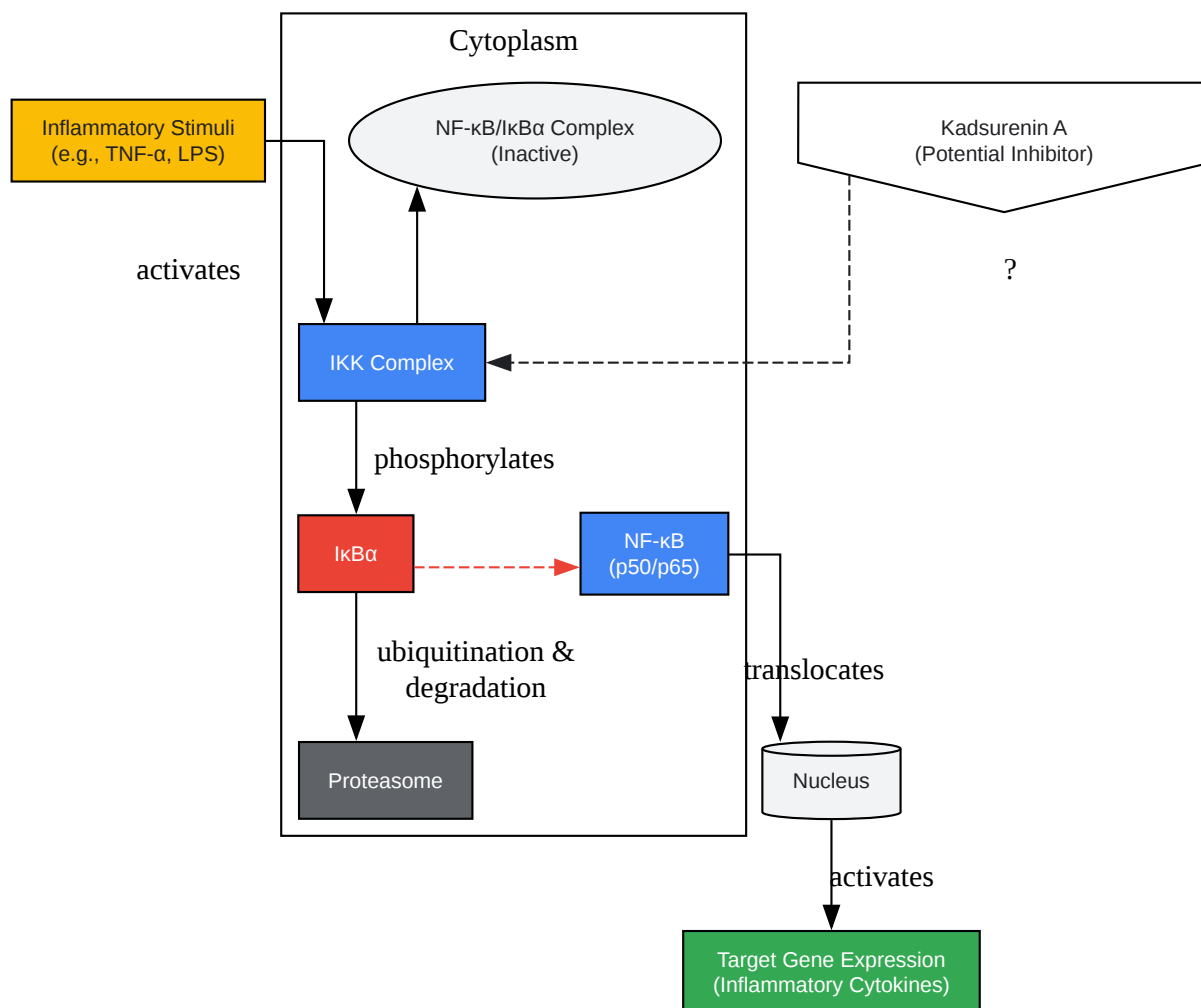 Cytoplasm
Inflammatory Stimuli
(e.g., TNF-α, LPS)
NF-κB/IκBα Complex
(Inactive)
Kadsurenin A
(Potential Inhibitor)
activates
?
IKK Complex
phosphorylates
IκBα
NF-κB
(p50/p65)
ubiquitination &
degradation
translocates
Proteasome
Nucleus
activates
Target Gene Expression
(Inflammatory Cytokines)